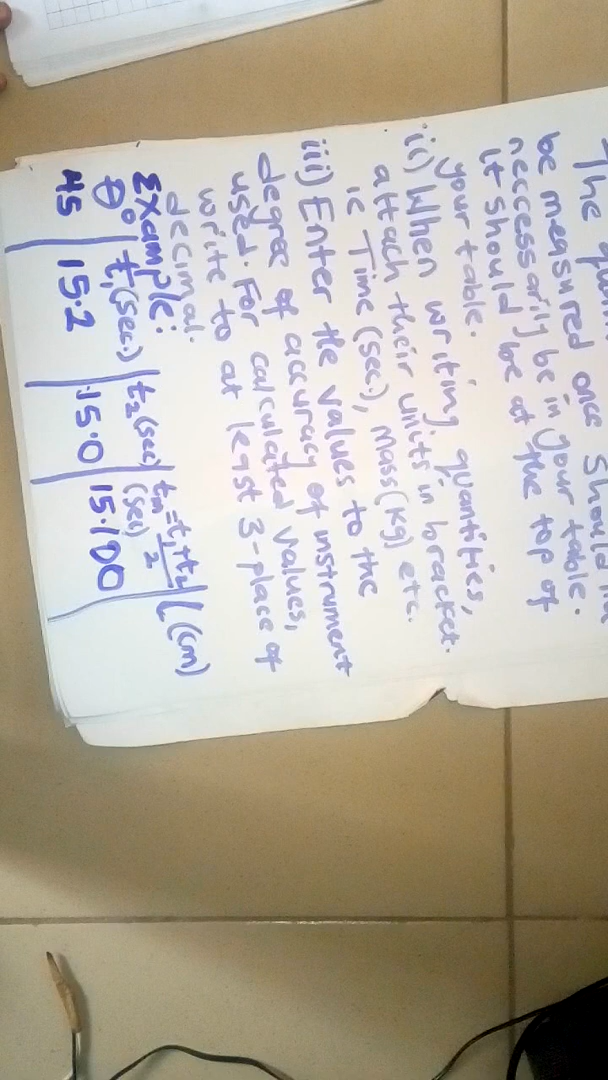 The
be measured once should
neccessarily be in your table.
it should be at the top of
your table.
ii) When writing quantities,
attach their units in bracket.
ie Time (sec), mass (kg) etc.
iii) Enter the values to the
degree of accuracy of instrument
used. For calculated values,
write to at least 3-place of
decimal.
Example:
θ° | t₁(sec.) | t₂(sec) | tm = t₁+t₂/2 (sec) | L (cm)
45 | 15.2 | 15.0 | 15.100 |